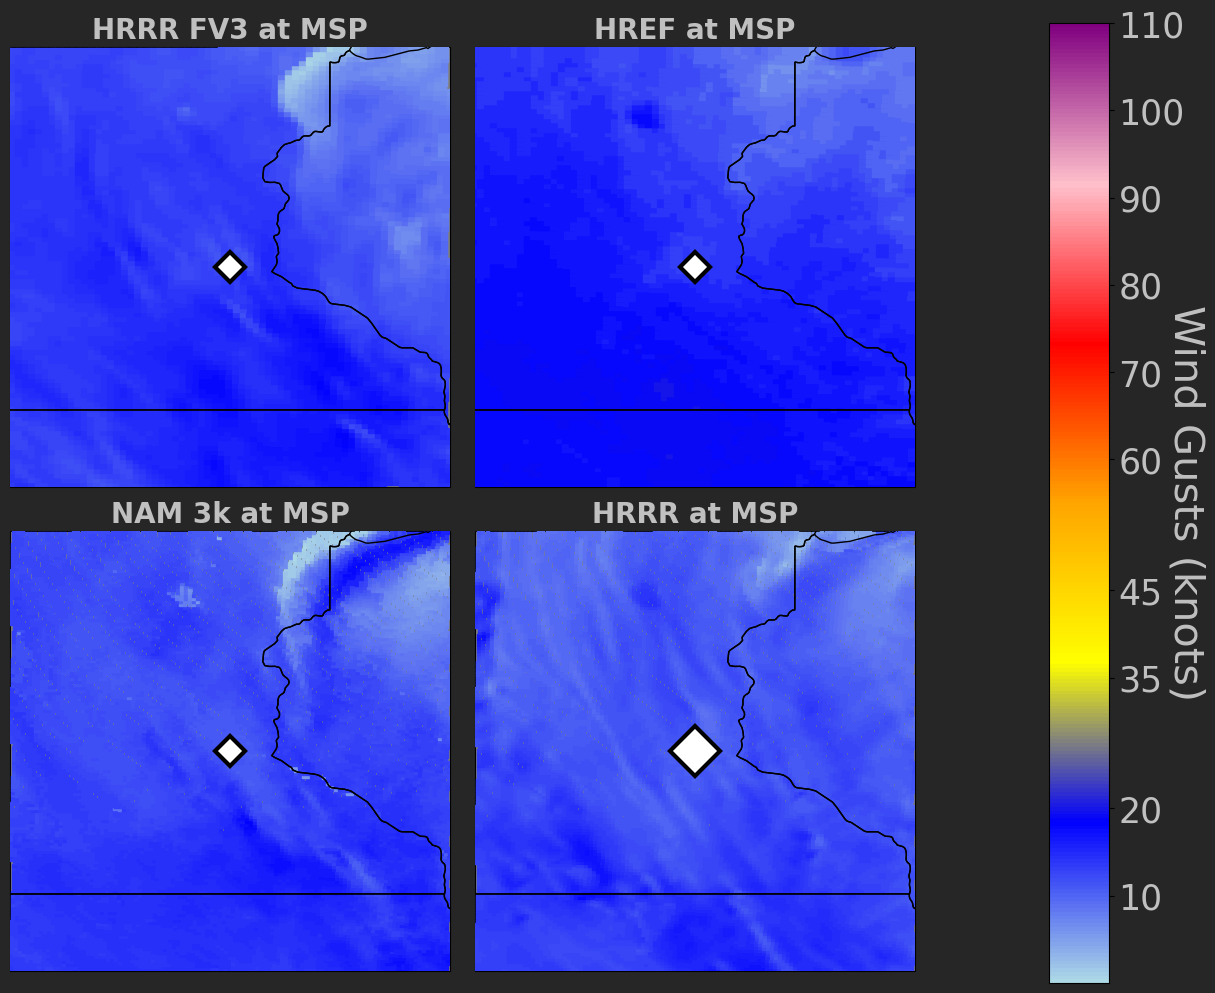 HRRR FV3 at MSP
HREF at MSP
NAM 3k at MSP
HRRR at MSP
110
100
90
80
70
60
45
35
20
10
Wind Gusts (knots)